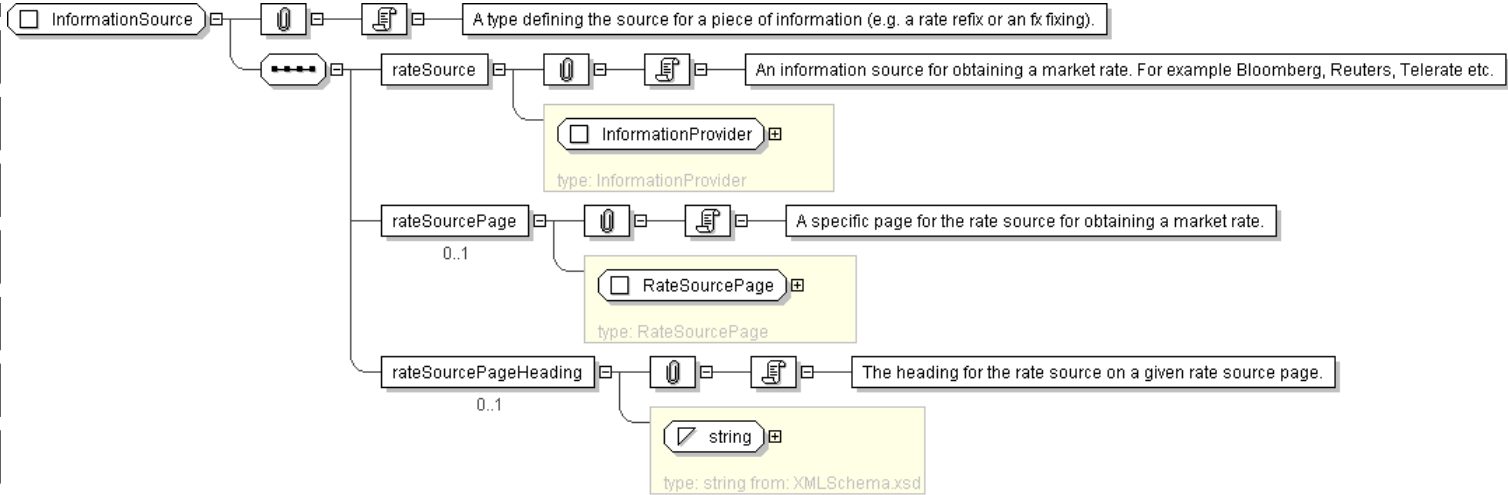 InformationSource
A type defining the source for a piece of information (e.g. a rate refix or an fx fixing).
rateSource
An information source for obtaining a market rate. For example Bloomberg, Reuters, Telerate etc.
InformationProvider
type: InformationProvider
rateSourcePage
A specific page for the rate source for obtaining a market rate.
0..1
RateSourcePage
type: RateSourcePage
rateSourcePageHeading
The heading for the rate source on a given rate source page.
0..1
string
type: string from: XMLSchema.xsd